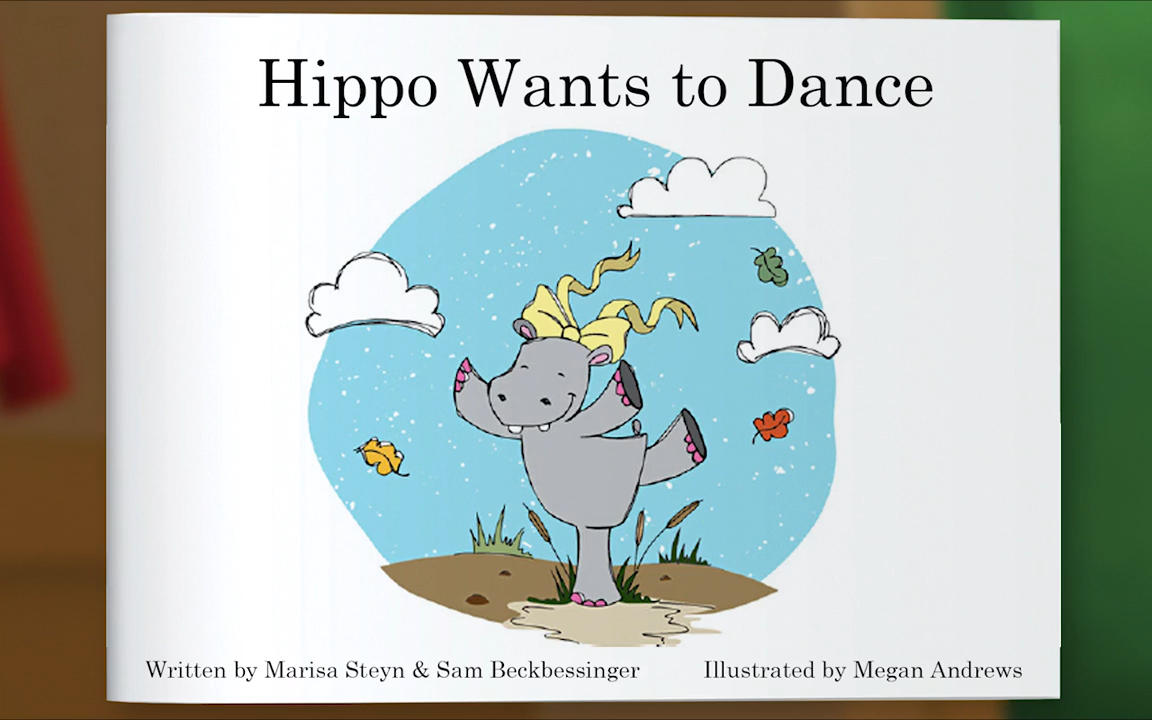 Hippo Wants to Dance
Written by Marisa Steyn & Sam Beckbessinger
Illustrated by Megan Andrews